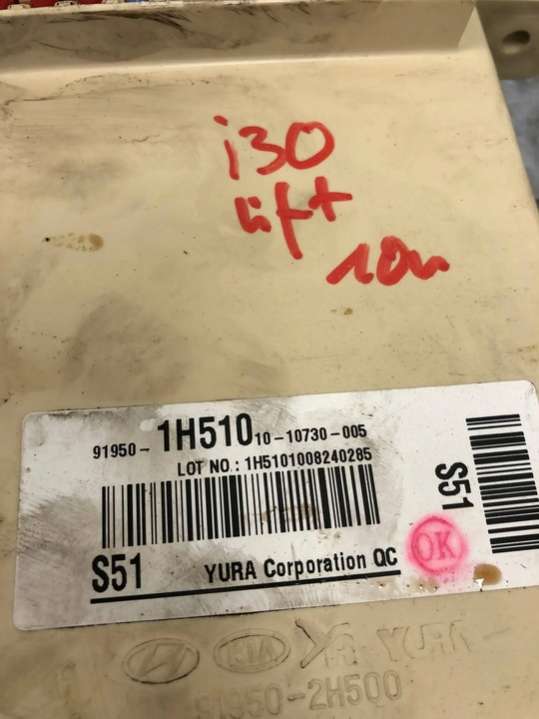 i30
lift
10r
91950-1H510 10-10730-005
LOT NO.: 1H5101008240285
S51
S51 YURA Corporation QC
OK
KIA YURA
91950-2H500